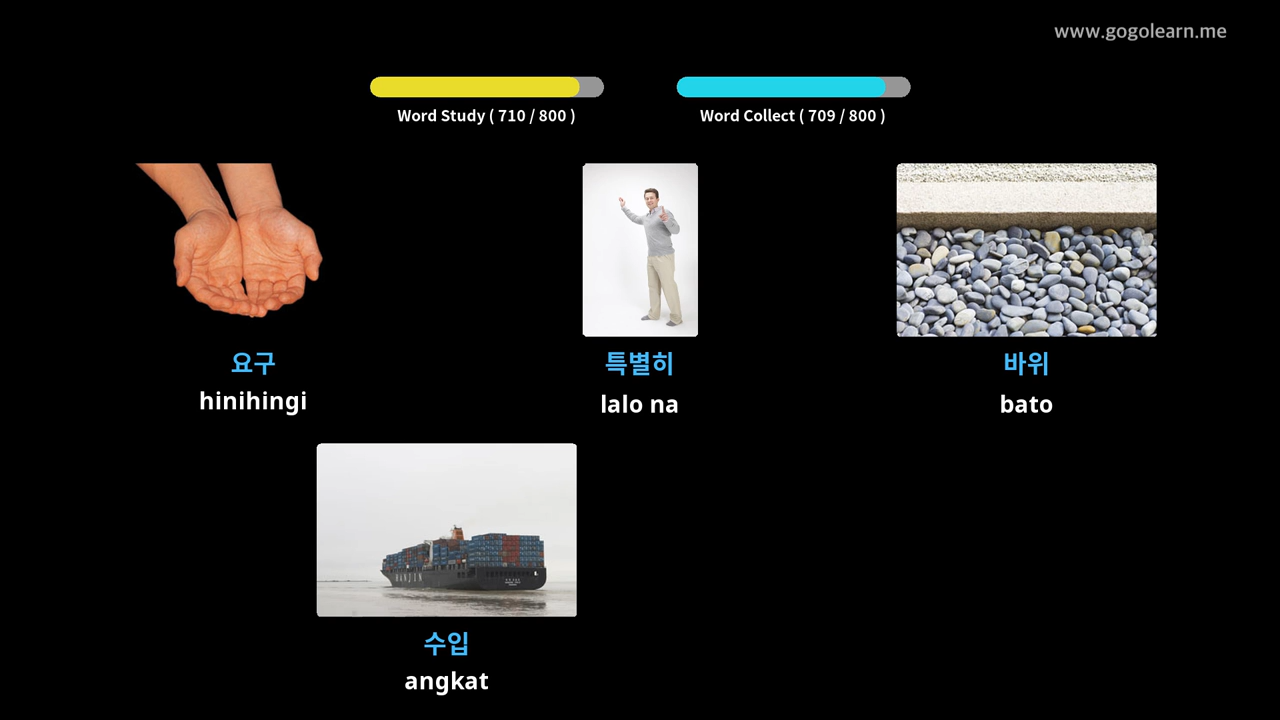 www.gogolearn.me
Word Study ( 710 / 800 )
Word Collect ( 709 / 800 )
요구
hinihingi
특별히
lalo na
바위
bato
HANJIN
수입
angkat